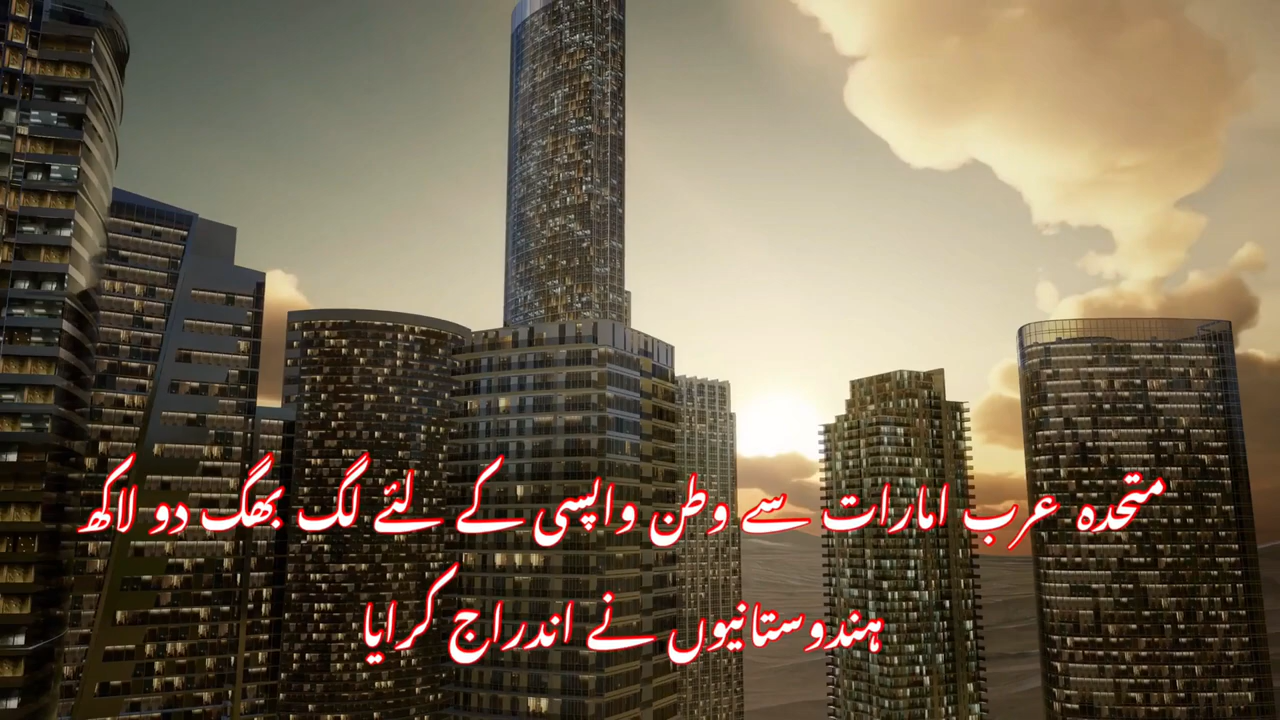 متحدہ عرب امارات سے وطن واپسی کے لئے لگ بھگ دو لاکھ
ہندوستانیوں نے اندراج کرایا